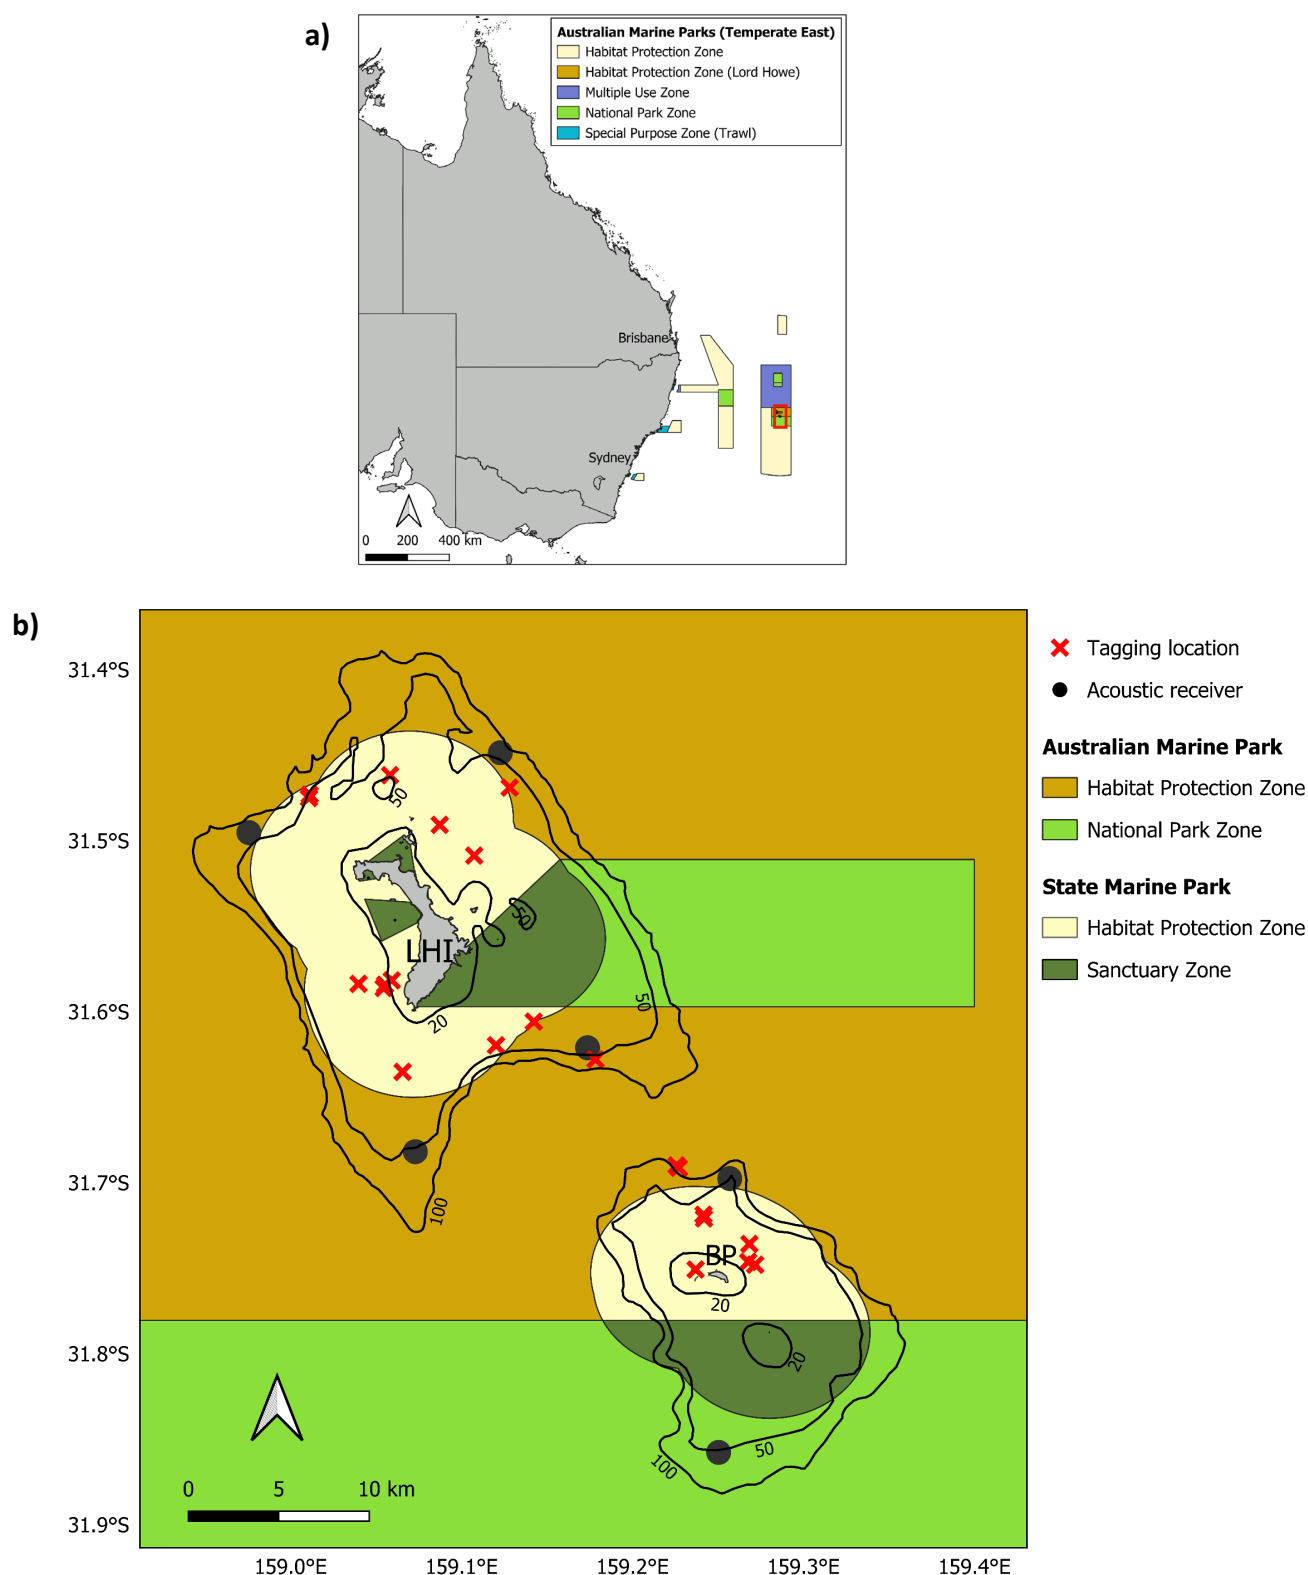 a)
Australian Marine Parks (Temperate East)
Habitat Protection Zone
Habitat Protection Zone (Lord Howe)
Multiple Use Zone
National Park Zone
Special Purpose Zone (Trawl)
Brisbane
Sydney
0 200 400 km
b)
31.4°S
31.5°S
31.6°S
31.7°S
31.8°S
31.9°S
50
50
LHI
20
50
100
BP
20
20
50
100
0 5 10 km
159.0°E 159.1°E 159.2°E 159.3°E 159.4°E
Tagging location
Acoustic receiver
Australian Marine Park
Habitat Protection Zone
National Park Zone
State Marine Park
Habitat Protection Zone
Sanctuary Zone